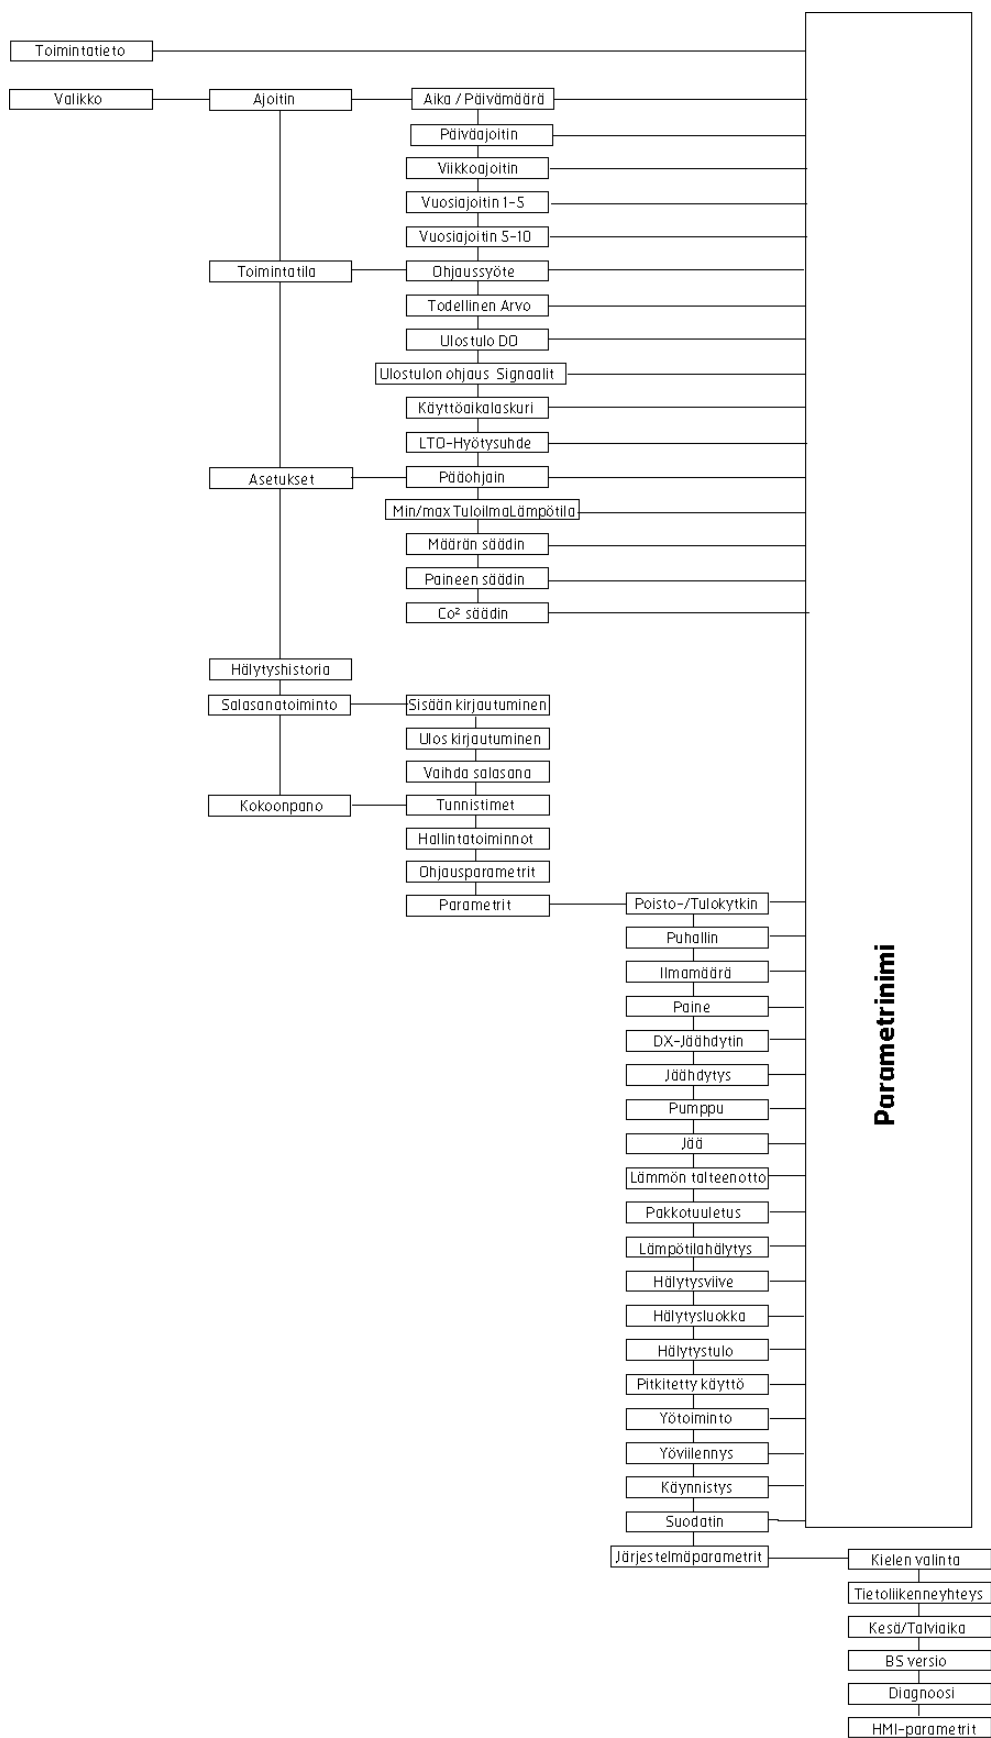 Toimintatieto
Valikko
Ajoitin
Aika / Päivämäärä
Päiväajoitin
Viikkoajoitin
Vuosiajoitin 1-5
Vuosiajoitin 5-10
Toimintatila
Ohjaussyöte
Todellinen Arvo
Ulostulo DO
Ulostulon ohjaus Signaalit
Käyttöaikalaskuri
LTO-Hyötysuhde
Asetukset
Pääohjain
Min/max TuloilmaLämpötila
Määrän säädin
Paineen säädin
Co² säädin
Hälytyshistoria
Salasanatoiminto
Sisään kirjautuminen
Ulos kirjautuminen
Vaihda salasana
Kokoonpano
Tunnistimet
Hallintatoiminnot
Ohjausparametrit
Parametrit
Poisto-/Tulokytkin
Puhallin
Ilmamäärä
Paine
DX-Jäähdytin
Jäähdytys
Pumppu
Jää
Lämmön talteenotto
Pakkotuuletus
Lämpötilahälytys
Hälytysviive
Hälytysluokka
Hälytystulo
Pitkitetty käyttö
Yötoiminto
Yöviilennys
Käynnistys
Suodatin
Järjestelmäparametrit
Parametrinimi
Kielen valinta
Tietoliikenneyhteys
Kesä/Talviaika
BS versio
Diagnoosi
HMI-parametrit